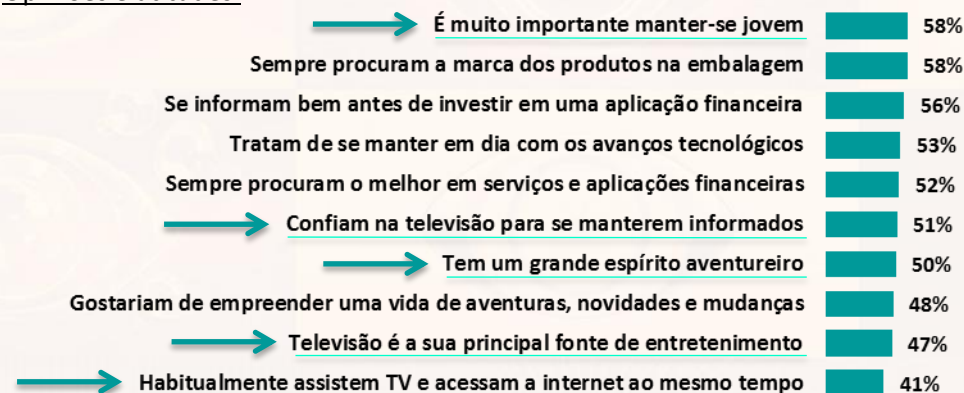 É muito importante manter-se jovem 58%
Sempre procuram a marca dos produtos na embalagem 58%
Se informam bem antes de investir em uma aplicação financeira 56%
Tratam de se manter em dia com os avanços tecnológicos 53%
Sempre procuram o melhor em serviços e aplicações financeiras 52%
Confiam na televisão para se manterem informados 51%
Tem um grande espírito aventureiro 50%
Gostariam de empreender uma vida de aventuras, novidades e mudanças 48%
Televisão é a sua principal fonte de entretenimento 47%
Habitualmente assistem TV e acessam a internet ao mesmo tempo 41%